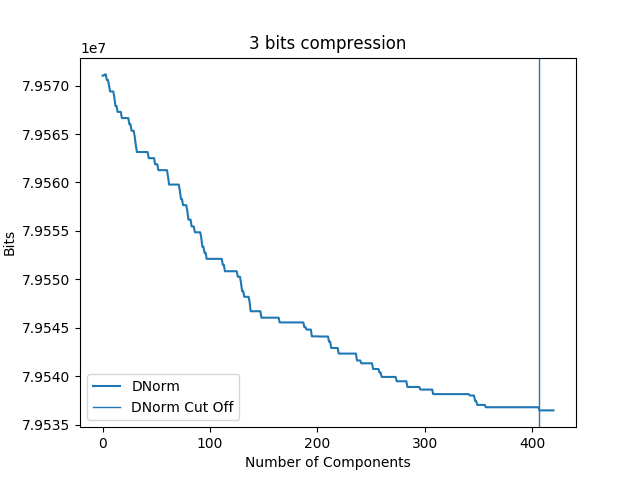 3 bits compression
1e7
7.9570
7.9565
7.9560
7.9555
7.9550
7.9545
7.9540
7.9535
Bits
DNorm
DNorm Cut Off
0 100 200 300 400
Number of Components